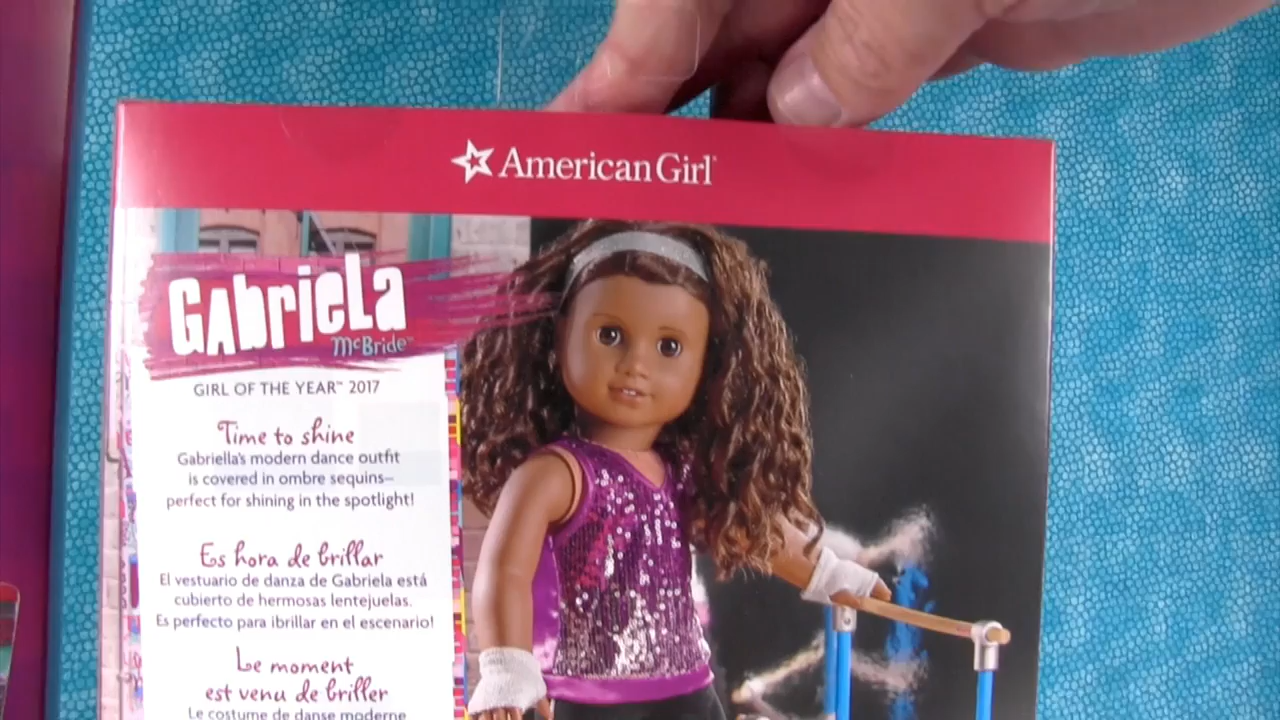 American Girl
GAbrieLa
McBride™
GIRL OF THE YEAR™ 2017
Time to shine
Gabriella's modern dance outfit
is covered in ombre sequins–
perfect for shining in the spotlight!
Es hora de brillar
El vestuario de danza de Gabriela está
cubierto de hermosas lentejuelas.
Es perfecto para ibrillar en el escenario!
Le moment
est venu de briller
Le costume de danse moderne